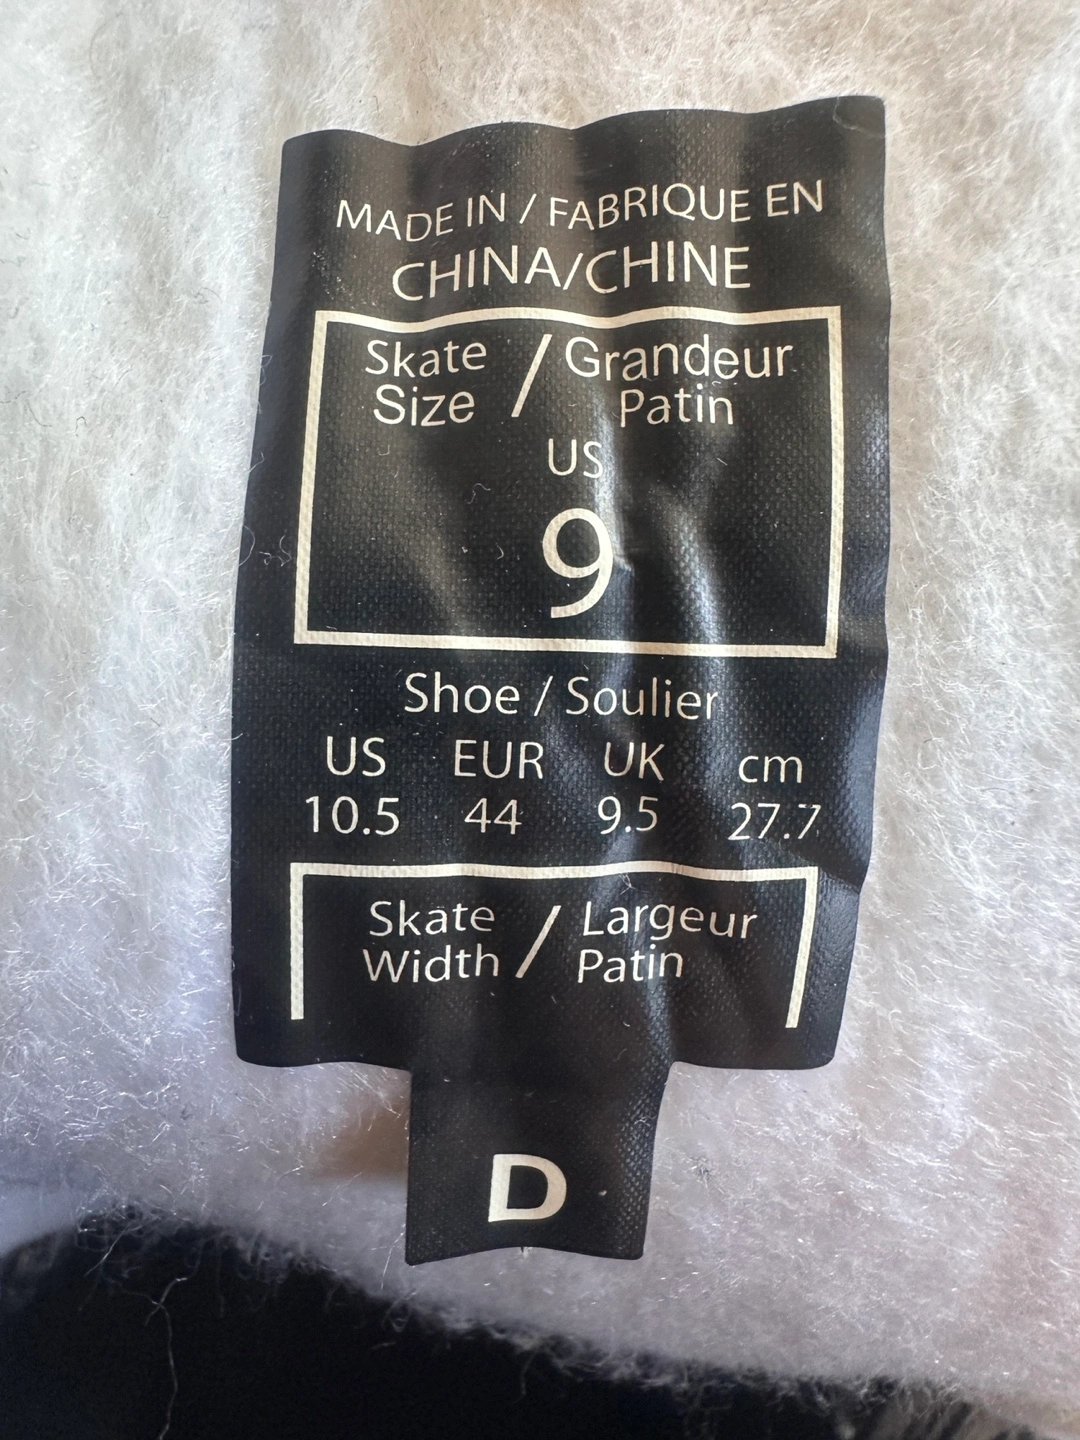 MADE IN / FABRIQUE EN
CHINA/CHINE
Skate Size / Grandeur Patin
US
9
Shoe / Soulier
US EUR UK cm
10.5 44 9.5 27.7
Skate Width / Largeur Patin
D